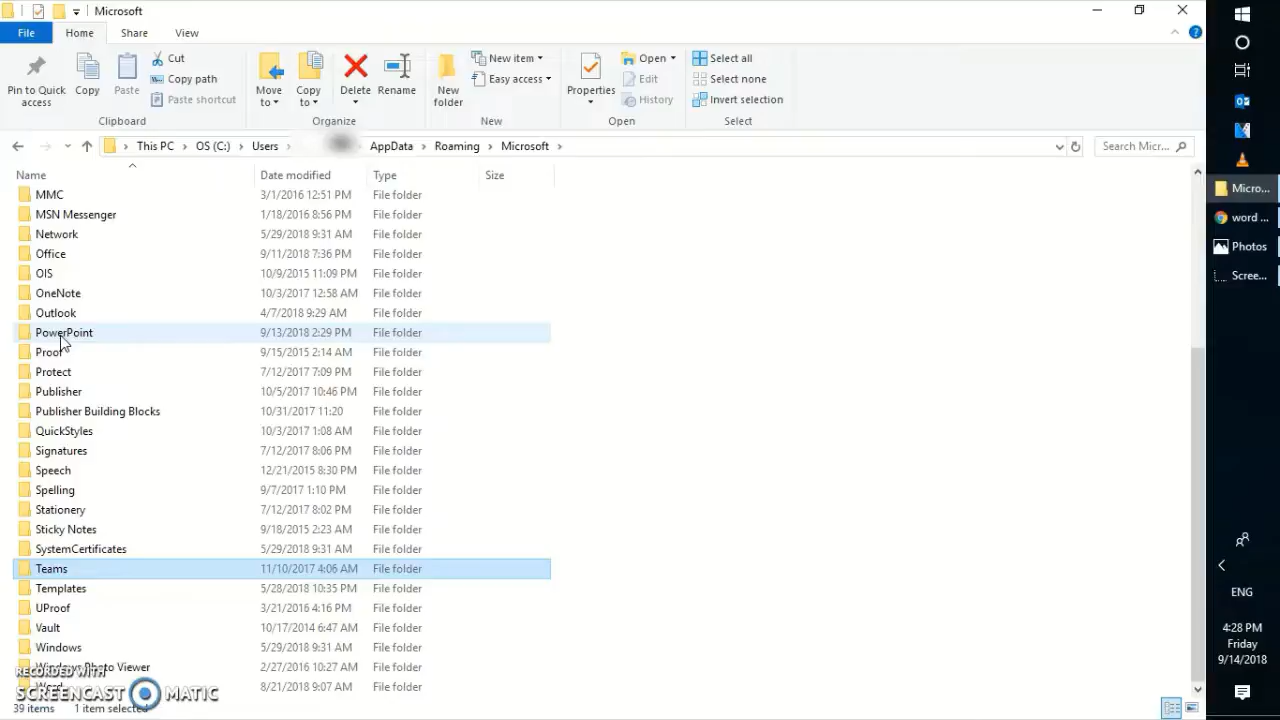 Microsoft
File Home Share View
Pin to Quick access
Copy
Paste
Cut
Copy path
Paste shortcut
Clipboard
Move to
Copy to
Delete
Rename
Organize
New folder
New item
Easy access
New
Properties
Open
Edit
History
Open
Select all
Select none
Invert selection
Select
This PC OS (C:) Users AppData Roaming Microsoft
Search Micr...
Name Date modified Type Size
MMC 3/1/2016 12:51 PM File folder
MSN Messenger 1/18/2016 8:56 PM File folder
Network 5/29/2018 9:31 AM File folder
Office 9/11/2018 7:36 PM File folder
OIS 10/9/2015 11:09 PM File folder
OneNote 10/3/2017 12:58 AM File folder
Outlook 4/7/2018 9:29 AM File folder
PowerPoint 9/13/2018 2:29 PM File folder
Proof 9/15/2015 2:14 AM File folder
Protect 7/12/2017 7:09 PM File folder
Publisher 10/5/2017 10:46 PM File folder
Publisher Building Blocks 10/31/2017 11:20 File folder
QuickStyles 10/3/2017 1:08 AM File folder
Signatures 7/12/2017 8:06 PM File folder
Speech 12/21/2015 8:30 PM File folder
Spelling 9/7/2017 1:10 PM File folder
Stationery 7/12/2017 8:02 PM File folder
Sticky Notes 9/18/2015 2:23 AM File folder
SystemCertificates 5/29/2018 9:31 AM File folder
Teams 11/10/2017 4:06 AM File folder
Templates 5/28/2018 10:35 PM File folder
UProof 3/21/2016 4:16 PM File folder
Vault 10/17/2014 6:47 AM File folder
Windows 5/29/2018 9:31 AM File folder
Windows Photo Viewer 2/27/2016 10:27 AM File folder
8/21/2018 9:07 AM File folder
RECORDED WITH
SCREENCAST MATIC
39 items 1 item selected
Micro...
word ...
Photos
Scree...
ENG
4:28 PM
Friday
9/14/2018